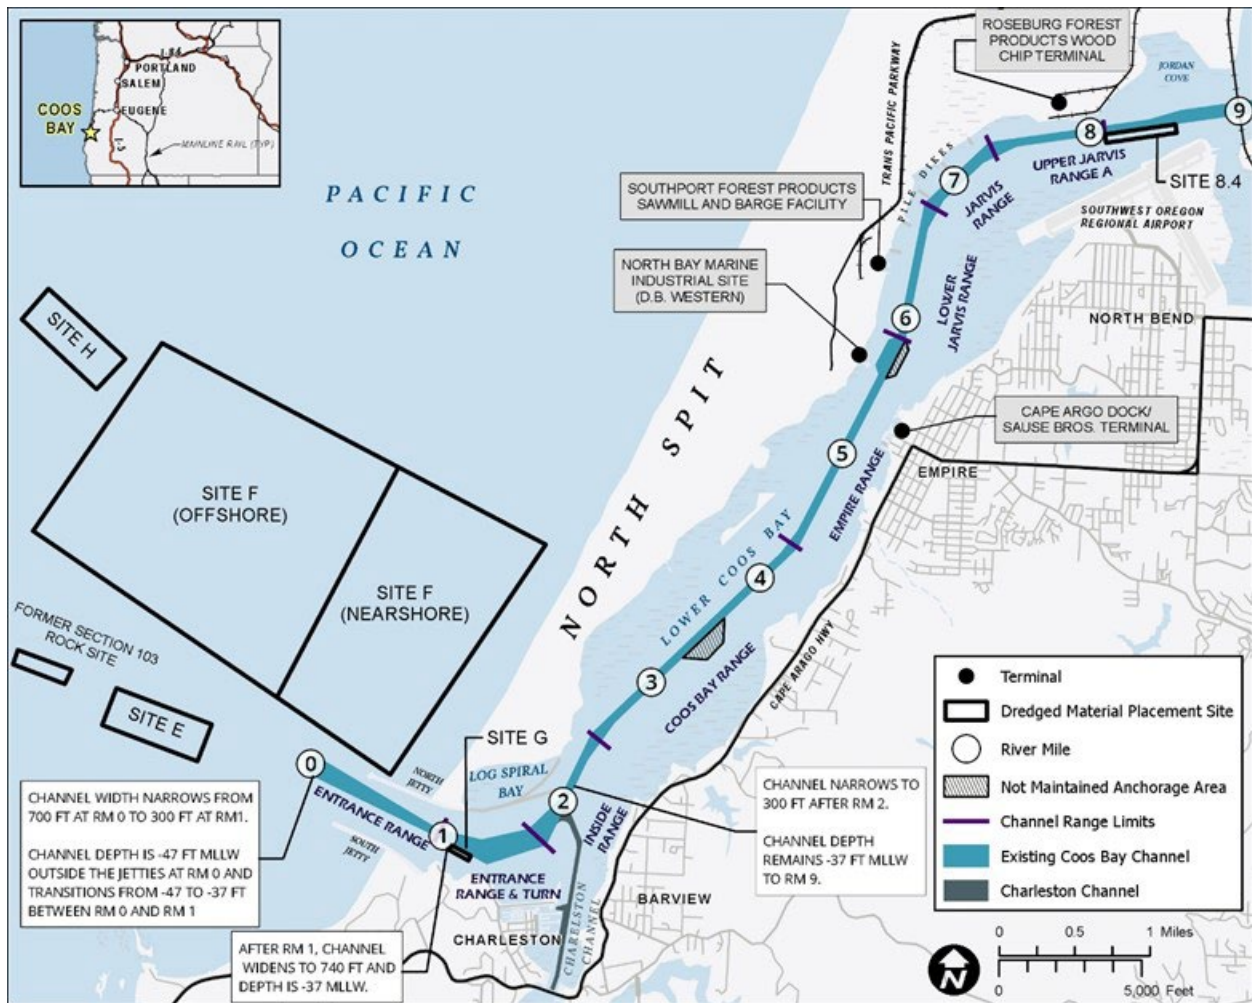 I-84
PORTLAND
SALEM
EUGENE
COOS
BAY
I-5
MAINLINE RAIL (TYP)
PACIFIC
OCEAN
ROSEBURG FOREST
PRODUCTS WOOD
CHIP TERMINAL
JORDAN
COVE
TRANS PACIFIC PARKWAY
PILE DIKES
9
8
7
UPPER JARVIS
RANGE A
SITE 8.4
JARVIS
RANGE
SOUTHWEST OREGON
REGIONAL AIRPORT
SOUTHPORT FOREST PRODUCTS
SAWMILL AND BARGE FACILITY
NORTH BAY MARINE
INDUSTRIAL SITE
(D.B. WESTERN)
LOWER
JARVIS RANGE
6
NORTH BEND
SITE H
NORTH SPIT
CAPE ARGO DOCK/
SAUSE BROS. TERMINAL
5
EMPIRE
EMPIRE RANGE
SITE F
(OFFSHORE)
SITE F
(NEARSHORE)
LOWER COOS BAY
4
3
COOS BAY RANGE
CAPE ARAGO HWY
FORMER SECTION 103
ROCK SITE
SITE E
SITE G
0
NORTH
JETTY
LOG SPIRAL
BAY
ENTRANCE RANGE
SOUTH
JETTY
1
2
INSIDE
RANGE
ENTRANCE
RANGE & TURN
BARVIEW
CHARLESTON
CHARELSTON
CHANNEL
CHANNEL WIDTH NARROWS FROM
700 FT AT RM 0 TO 300 FT AT RM1.
CHANNEL DEPTH IS -47 FT MLLW
OUTSIDE THE JETTIES AT RM 0 AND
TRANSITIONS FROM -47 TO -37 FT
BETWEEN RM 0 AND RM 1
AFTER RM 1, CHANNEL
WIDENS TO 740 FT AND
DEPTH IS -37 MLLW.
CHANNEL NARROWS TO
300 FT AFTER RM 2.
CHANNEL DEPTH
REMAINS -37 FT MLLW
TO RM 9.
Terminal
Dredged Material Placement Site
River Mile
Not Maintained Anchorage Area
Channel Range Limits
Existing Coos Bay Channel
Charleston Channel
N
0 0.5 1 Miles
0 5,000 Feet